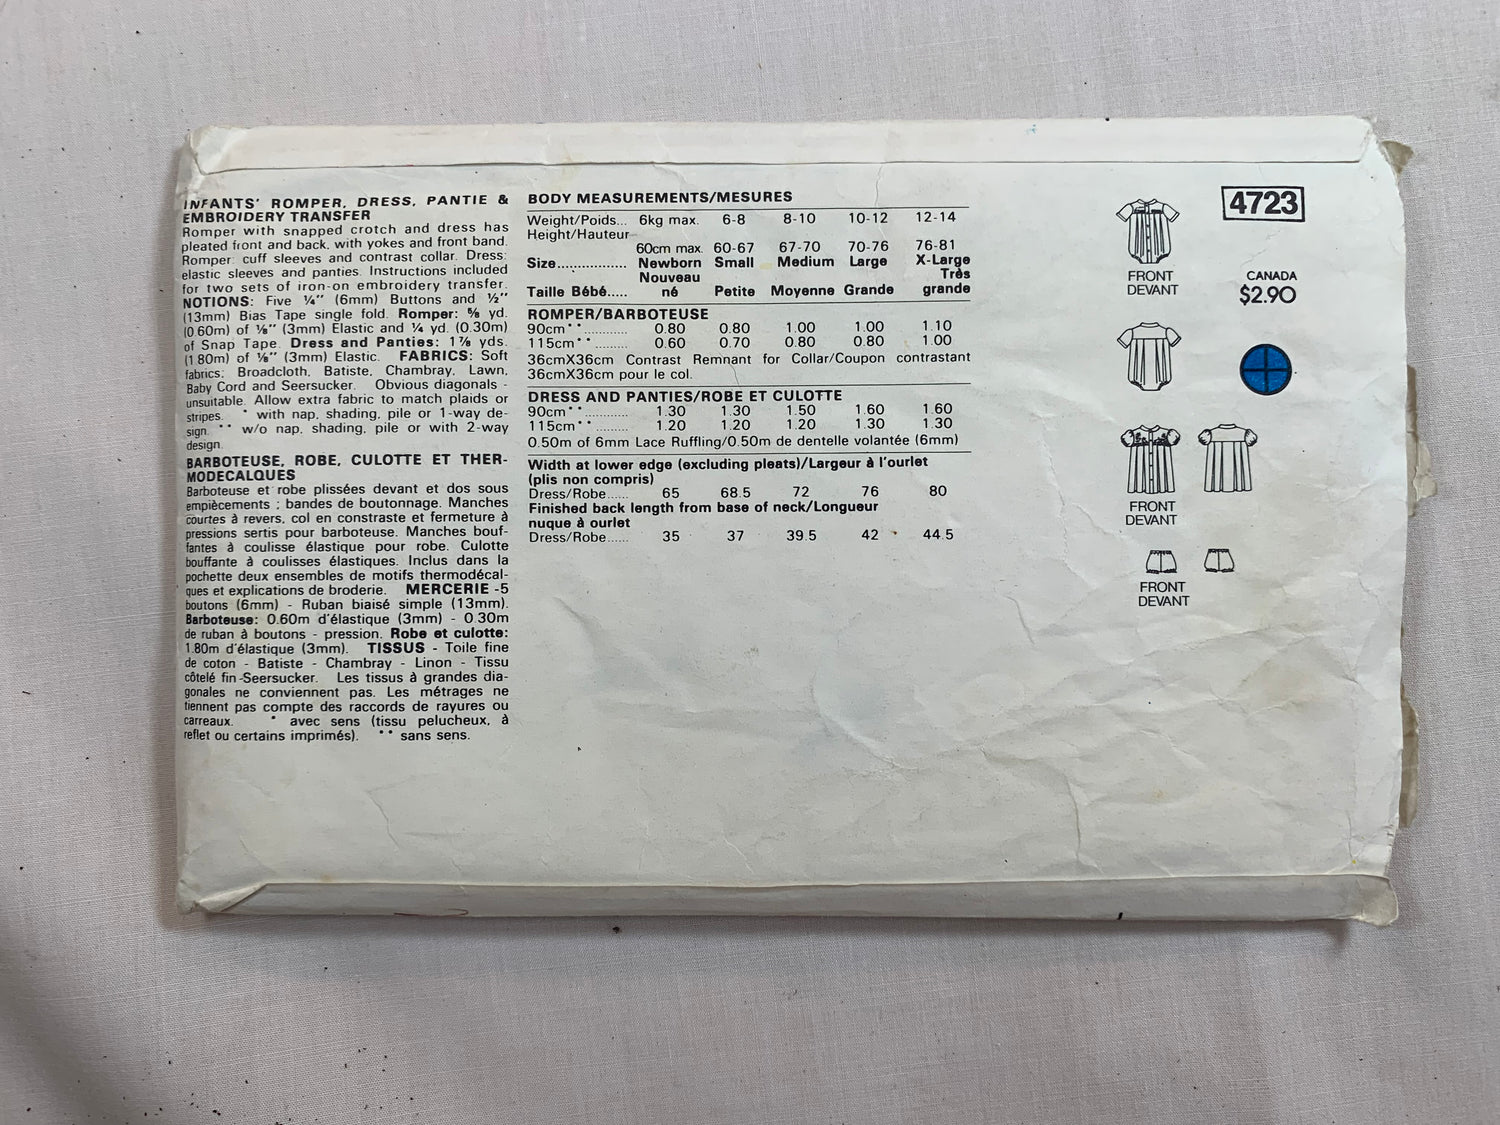 INFANTS' ROMPER, DRESS, PANTIE &
EMBROIDERY TRANSFER
Romper with snapped crotch and dress has
pleated front and back, with yokes and front band.
Romper: cuff sleeves and contrast collar. Dress:
elastic sleeves and panties. Instructions included
for two sets of iron-on embroidery transfer.
NOTIONS: Five ¼" (6mm) Buttons and ½"
(13mm) Bias Tape single fold. Romper: ⅝ yd.
(0.60m) of ⅛" (3mm) Elastic and ¼ yd. (0.30m)
of Snap Tape. Dress and Panties: 1⅞ yds.
(1.80m) of ⅛" (3mm) Elastic. FABRICS: Soft
fabrics: Broadcloth, Batiste, Chambray, Lawn,
Baby Cord and Seersucker. Obvious diagonals -
unsuitable. Allow extra fabric to match plaids or
stripes. * with nap, shading, pile or 1-way de-
sign. ** w/o nap, shading, pile or with 2-way
design.
BARBOTEUSE, ROBE, CULOTTE ET THER-
MODECALQUES
Barboteuse et robe plissées devant et dos sous
empiècements ; bandes de boutonnage. Manches
courtes à revers, col en constraste et fermeture à
pressions sertis pour barboteuse. Manches bouf-
fantes à coulisse élastique pour robe. Culotte
bouffante à coulisses élastiques. Inclus dans la
pochette deux ensembles de motifs thermodécal-
ques et explications de broderie. MERCERIE -5
boutons (6mm) - Ruban biaisé simple (13mm).
Barboteuse: 0.60m d'élastique (3mm) - 0.30m
de ruban à boutons - pression. Robe et culotte:
1.80m d'élastique (3mm). TISSUS - Toile fine
de coton - Batiste - Chambray - Linon - Tissu
côtelé fin -Seersucker. Les tissus à grandes dia-
gonales ne conviennent pas. Les métrages ne
tiennent pas compte des raccords de rayures ou
carreaux. * avec sens (tissu pelucheux, à
reflet ou certains imprimés). ** sans sens.
BODY MEASUREMENTS/MESURES
Weight/Poids... 6kg max. 6-8 8-10 10-12 12-14
Height/Hauteur
60cm max. 60-67 67-70 70-76 76-81
Size................ Newborn Small Medium Large X-Large
Nouveau Très
Taille Bébé..... né Petite Moyenne Grande grande
ROMPER/BARBOTEUSE
90cm**........... 0.80 0.80 1.00 1.00 1.10
115cm**........ 0.60 0.70 0.80 0.80 1.00
36cmX36cm Contrast Remnant for Collar/Coupon contrastant
36cmX36cm pour le col.
DRESS AND PANTIES/ROBE ET CULOTTE
90cm**........... 1.30 1.30 1.50 1.60 1.60
115cm**........... 1.20 1.20 1.20 1.30 1.30
0.50m of 6mm Lace Ruffling/0.50m de dentelle volantée (6mm)
Width at lower edge (excluding pleats)/Largeur à l'ourlet
(plis non compris)
Dress/Robe...... 65 68.5 72 76 80
Finished back length from base of neck/Longueur
nuque à ourlet
Dress/Robe...... 35 37 39.5 42 44.5
FRONT
DEVANT
FRONT
DEVANT
FRONT
DEVANT
4723
CANADA
$2.90